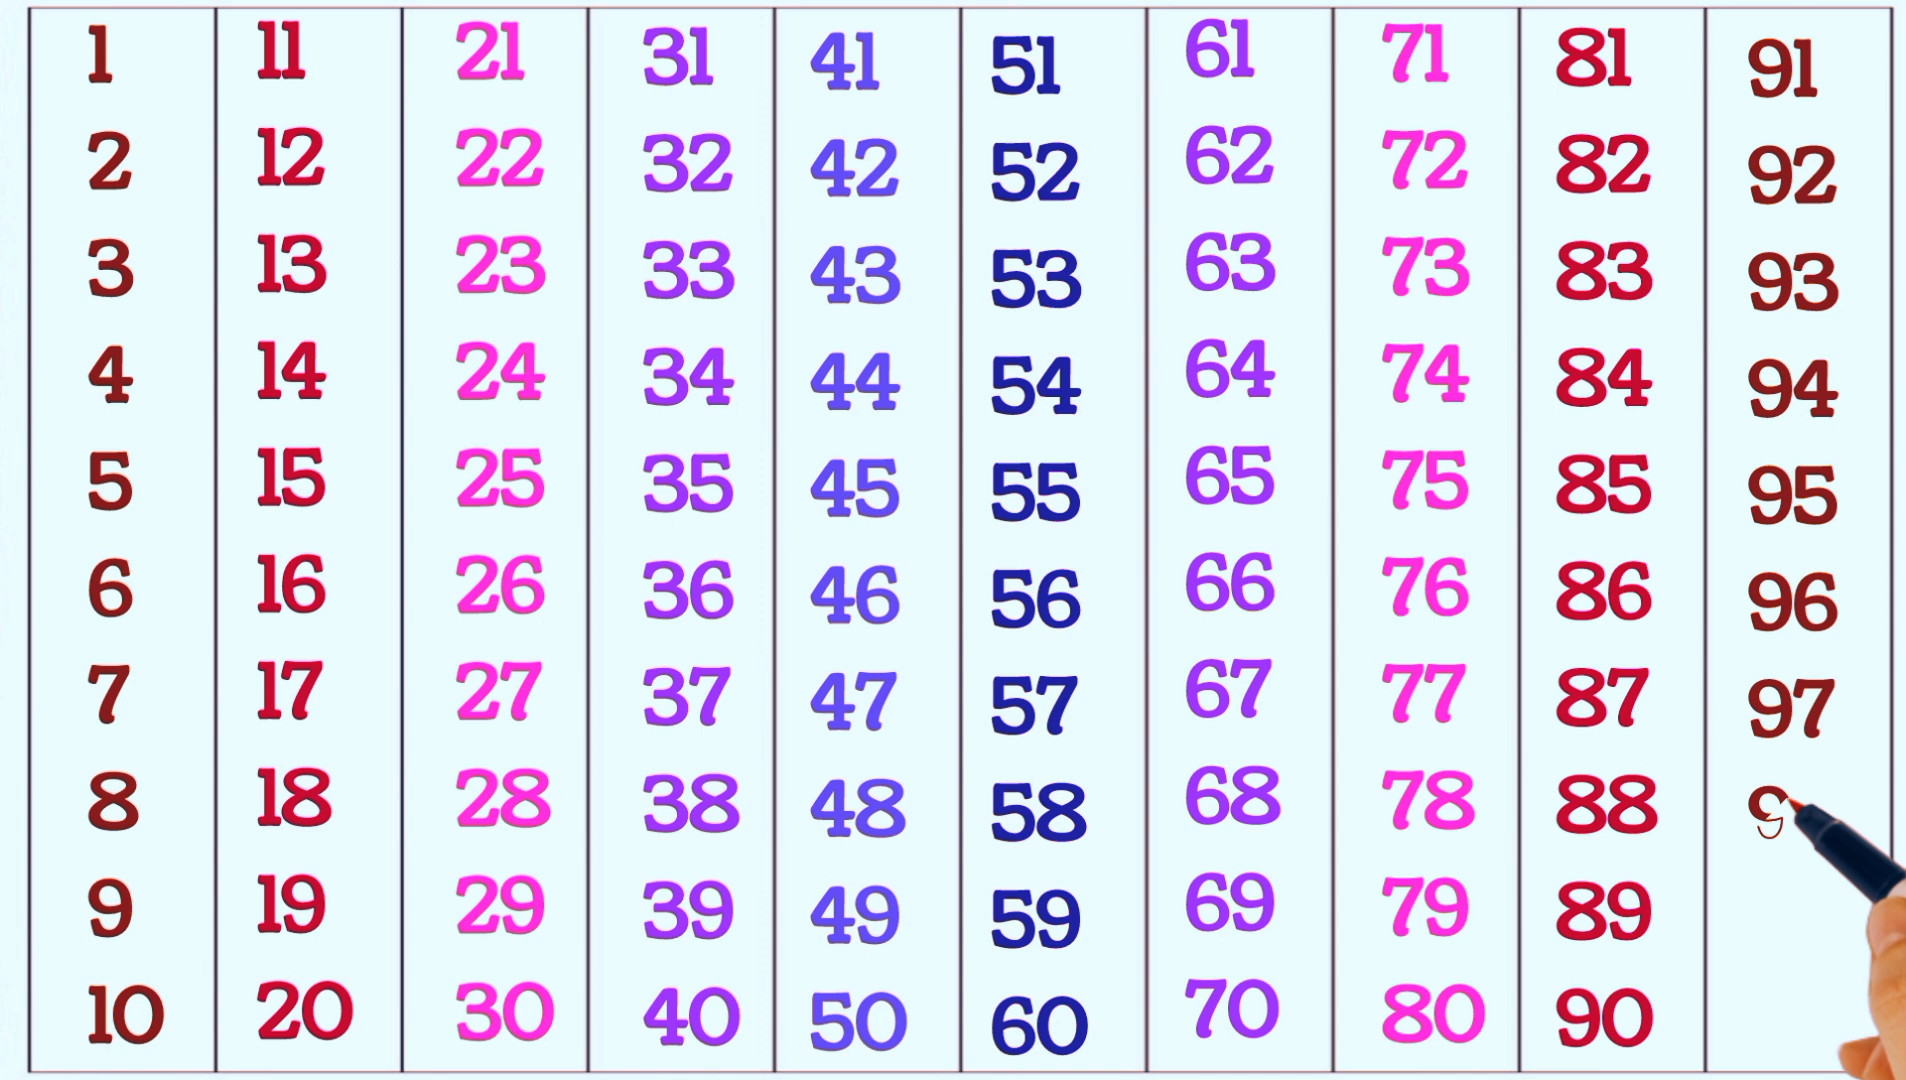 1 11 21 31 41 51 61 71 81 91
2 12 22 32 42 52 62 72 82 92
3 13 23 33 43 53 63 73 83 93
4 14 24 34 44 54 64 74 84 94
5 15 25 35 45 55 65 75 85 95
6 16 26 36 46 56 66 76 86 96
7 17 27 37 47 57 67 77 87 97
8 18 28 38 48 58 68 78 88 9
9 19 29 39 49 59 69 79 89
10 20 30 40 50 60 70 80 90